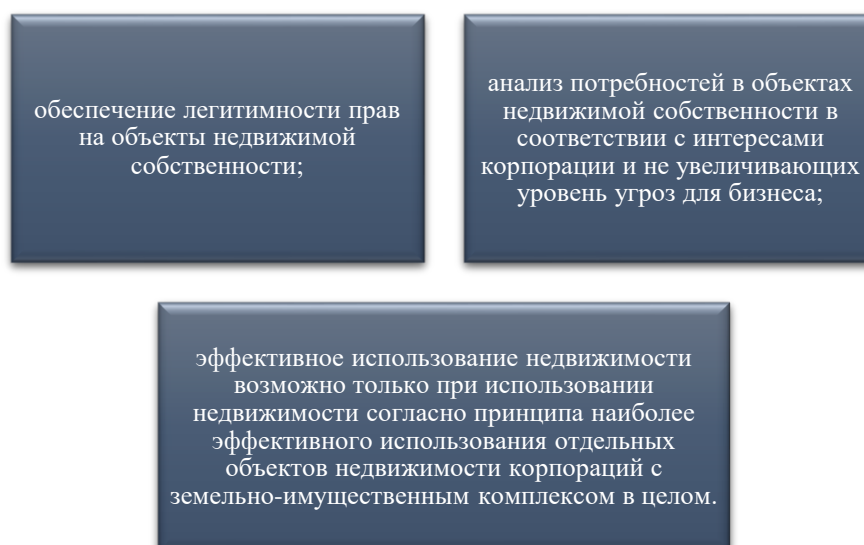 обеспечение легитимности прав
на объекты недвижимой
собственности;
анализ потребностей в объектах
недвижимой собственности в
соответствии с интересами
корпорации и не увеличивающих
уровень угроз для бизнеса;
эффективное использование недвижимости
возможно только при использовании
недвижимости согласно принципа наиболее
эффективного использования отдельных
объектов недвижимости корпораций с
земельно-имущественным комплексом в целом.